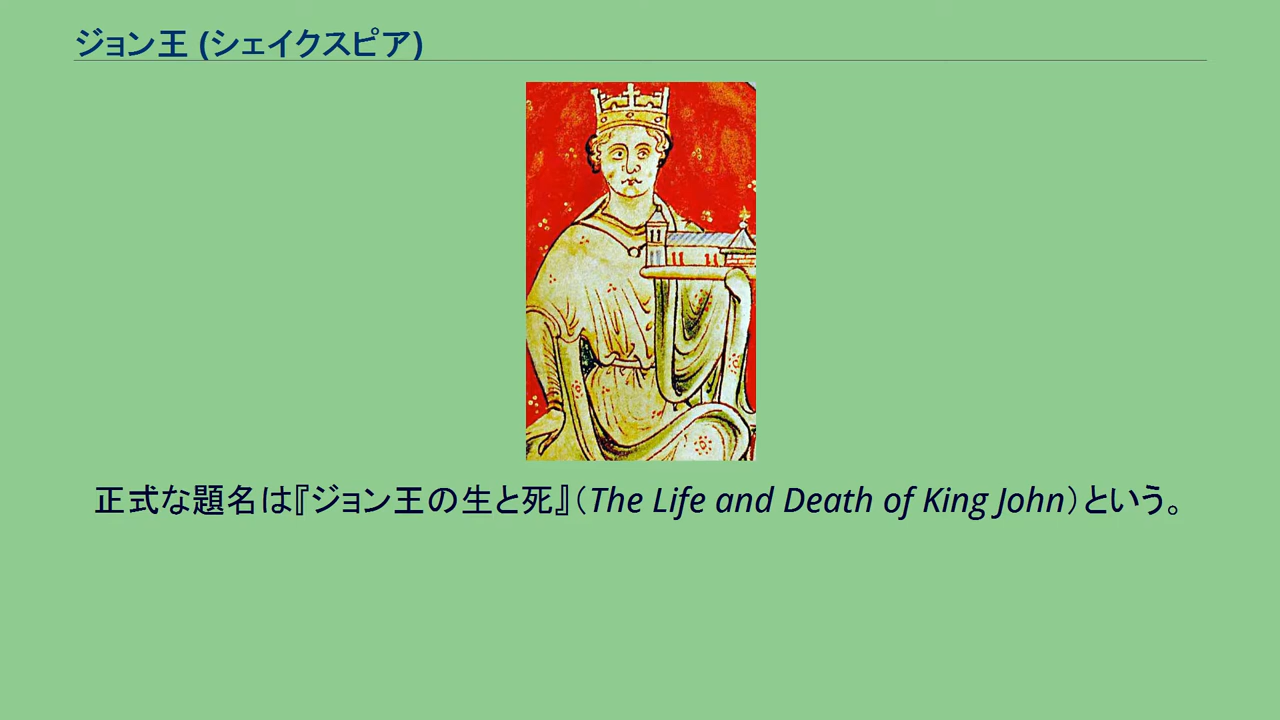 ジョン王 (シェイクスピア)
正式な題名は『ジョン王の生と死』（The Life and Death of King John）という。